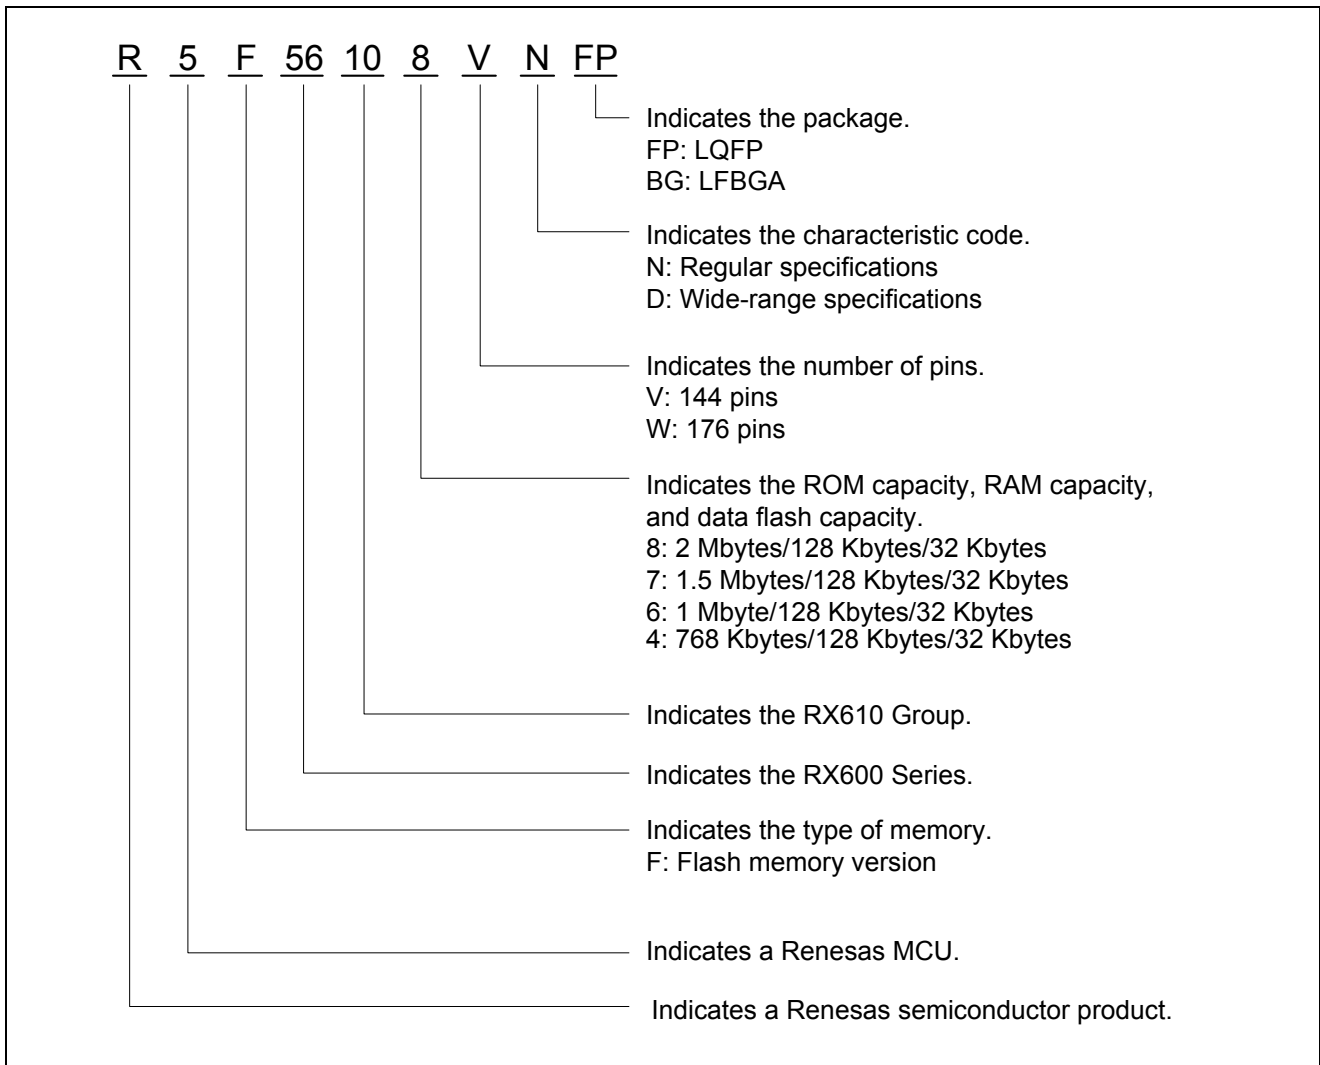 R 5 F 56 10 8 V N FP
Indicates the package.
FP: LQFP
BG: LFBGA
Indicates the characteristic code.
N: Regular specifications
D: Wide-range specifications
Indicates the number of pins.
V: 144 pins
W: 176 pins
Indicates the ROM capacity, RAM capacity,
and data flash capacity.
8: 2 Mbytes/128 Kbytes/32 Kbytes
7: 1.5 Mbytes/128 Kbytes/32 Kbytes
6: 1 Mbyte/128 Kbytes/32 Kbytes
4: 768 Kbytes/128 Kbytes/32 Kbytes
Indicates the RX610 Group.
Indicates the RX600 Series.
Indicates the type of memory.
F: Flash memory version
Indicates a Renesas MCU.
Indicates a Renesas semiconductor product.